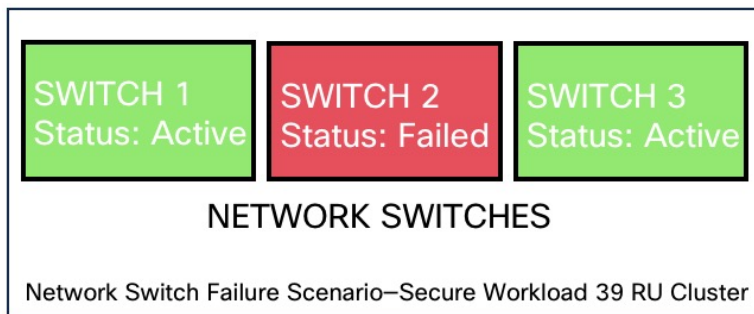 SWITCH 1
Status: Active
SWITCH 2
Status: Failed
SWITCH 3
Status: Active
NETWORK SWITCHES
Network Switch Failure Scenario—Secure Workload 39 RU Cluster